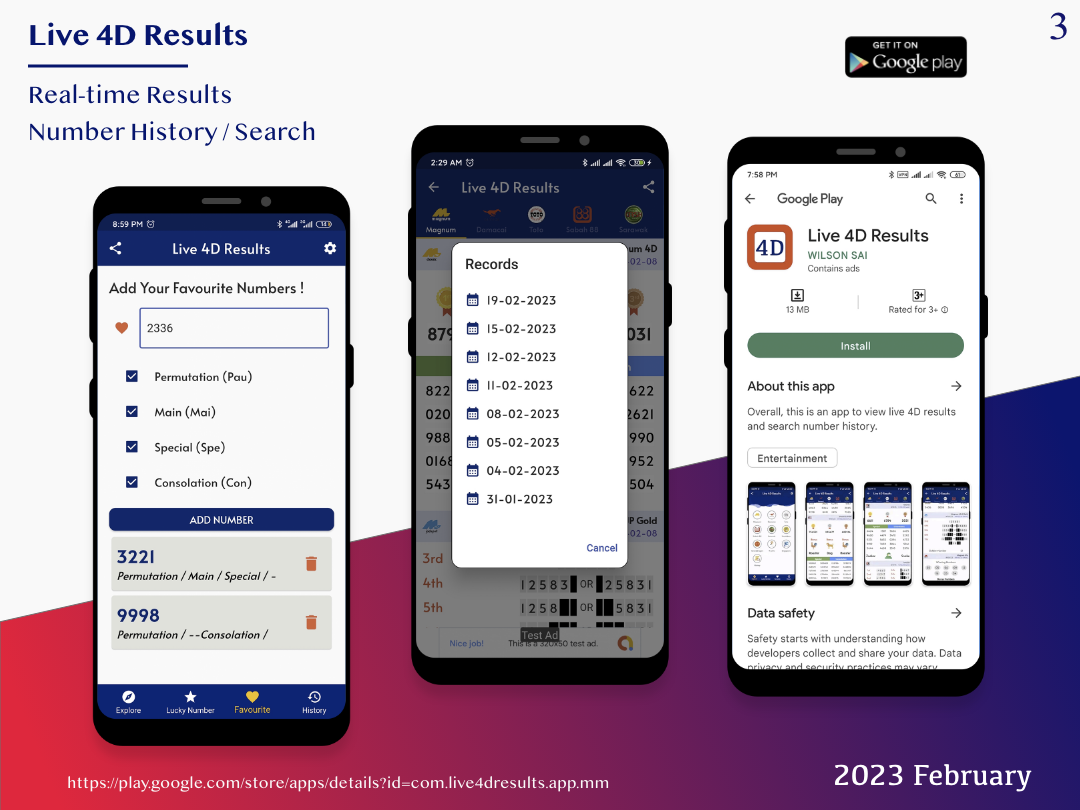 Live 4D Results
3
GET IT ON
Google play
Real-time Results
Number History / Search
8:59 PM
Live 4D Results
Add Your Favourite Numbers !
2336
Permutation (Pau)
Main (Mai)
Special (Spe)
Consolation (Con)
ADD NUMBER
3221
Permutation / Main / Special / -
9998
Permutation / --Consolation /
Explore
Lucky Number
Favourite
History
2:29 AM
Live 4D Results
Magnum
Damacai
Toto
Sabah 88
Sarawak
um 4D
-02-08
Records
19-02-2023
15-02-2023
12-02-2023
11-02-2023
08-02-2023
05-02-2023
04-02-2023
31-01-2023
Cancel
879
031
822
622
020
2621
988
990
0168
952
543
504
P Gold
-02-08
3rd
4th
12583 OR 25831
5th
1258 OR 5831
Test Ad
Nice job!
This is a 320x50 test ad.
7:58 PM
Google Play
4D
Live 4D Results
WILSON SAI
Contains ads
13 MB
3+
Rated for 3+
Install
About this app
Overall, this is an app to view live 4D results
and search number history.
Entertainment
Data safety
Safety starts with understanding how
developers collect and share your data. Data
privacy and security practices may vary
https://play.google.com/store/apps/details?id=com.live4dresults.app.mm
2023 February